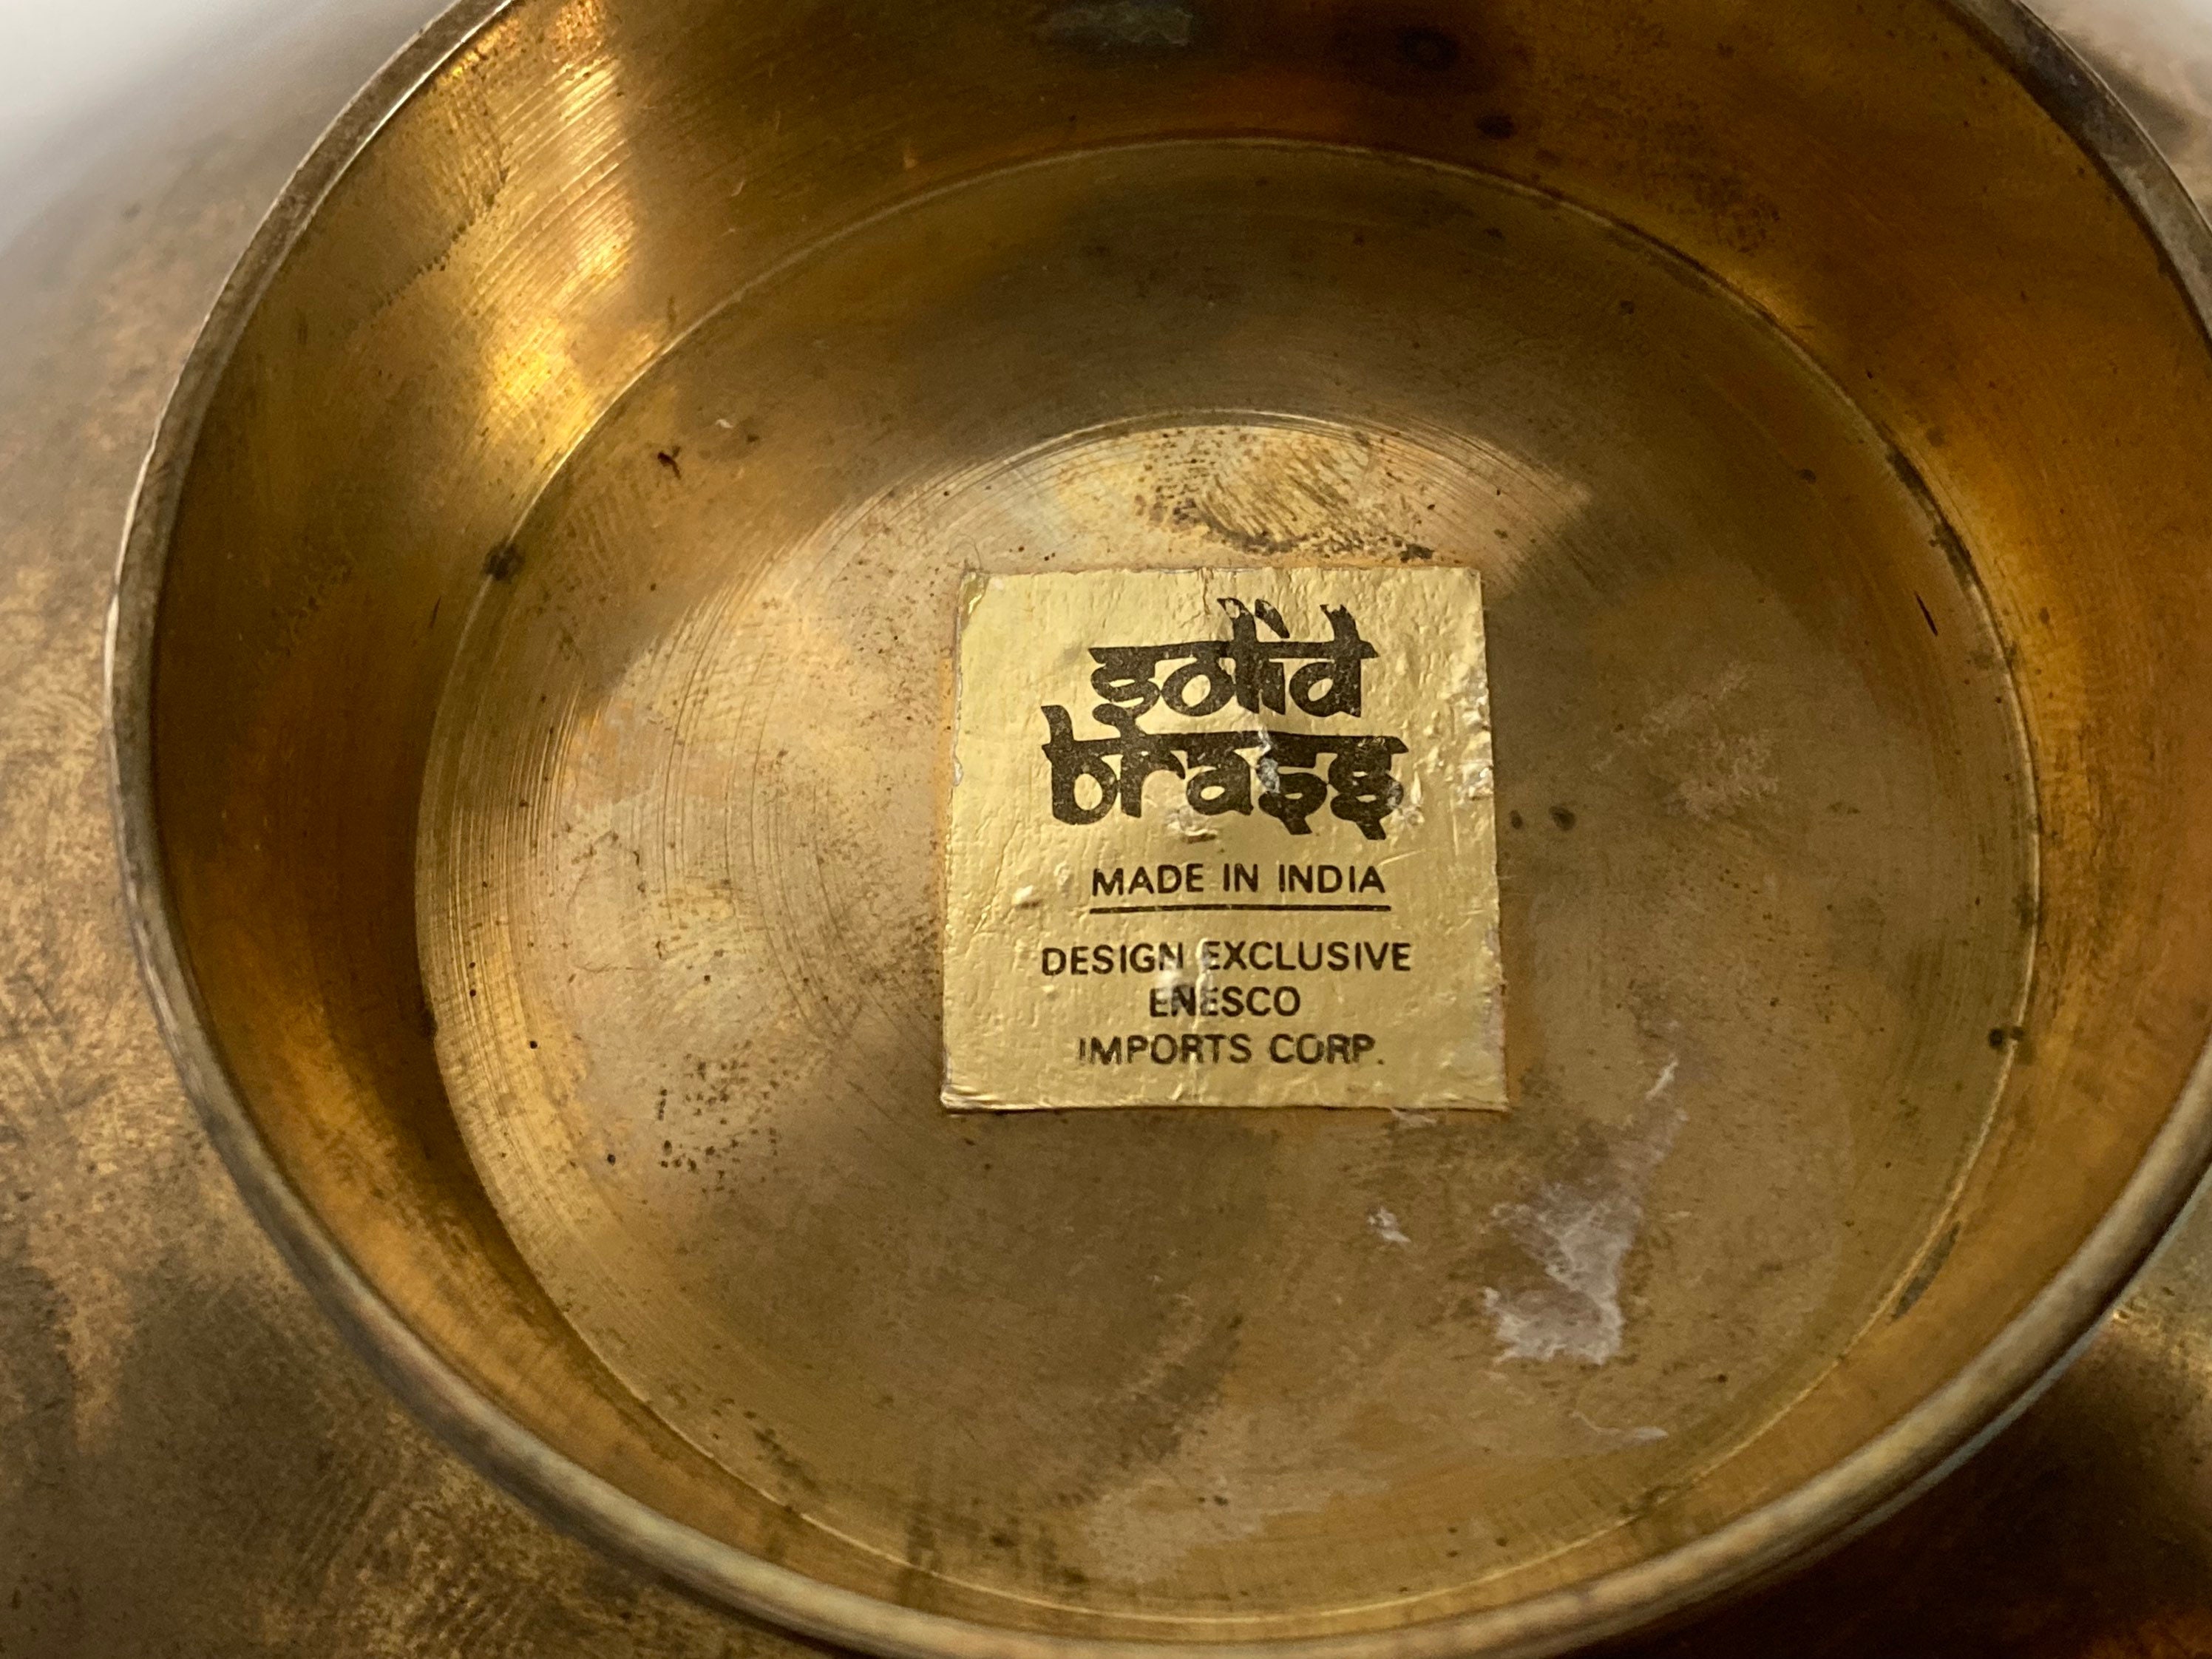 solid
brass
MADE IN INDIA
DESIGN EXCLUSIVE
ENESCO
IMPORTS CORP.